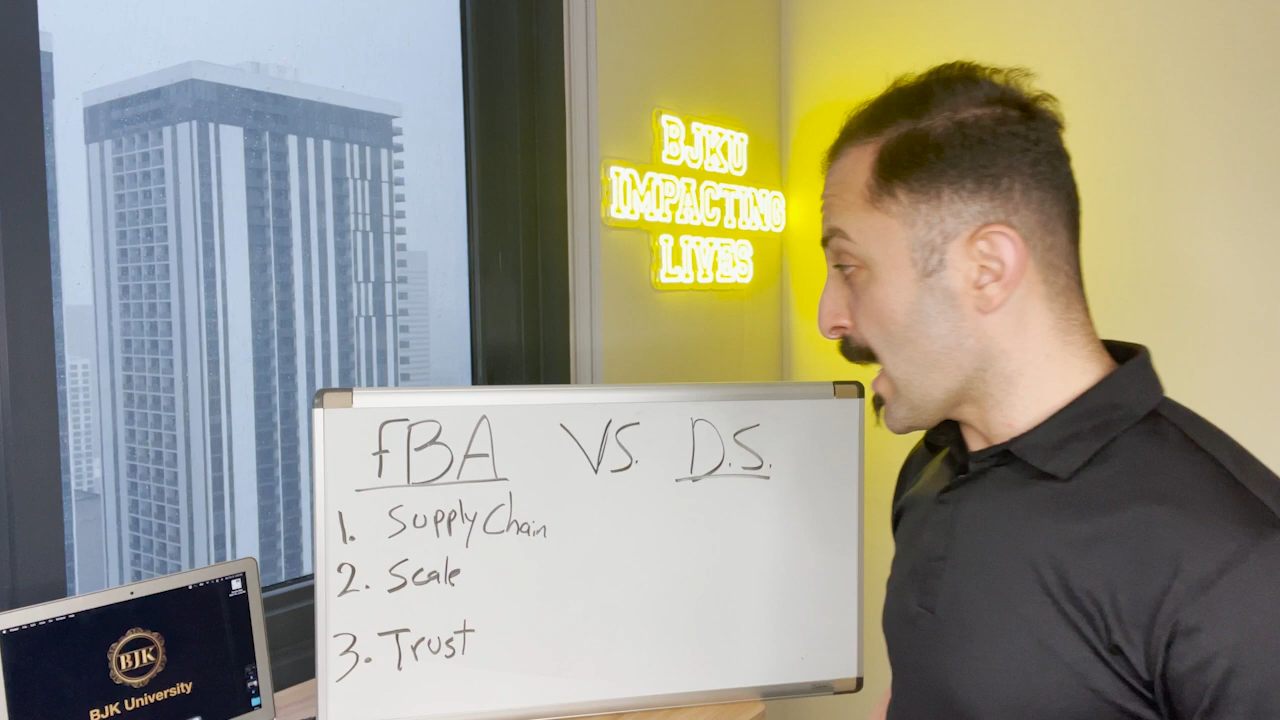 BJKU
IMPACTING
LIVES
FBA VS. D.S.
1. Supply Chain
2. Scale
3. Trust
BJK
BJK University